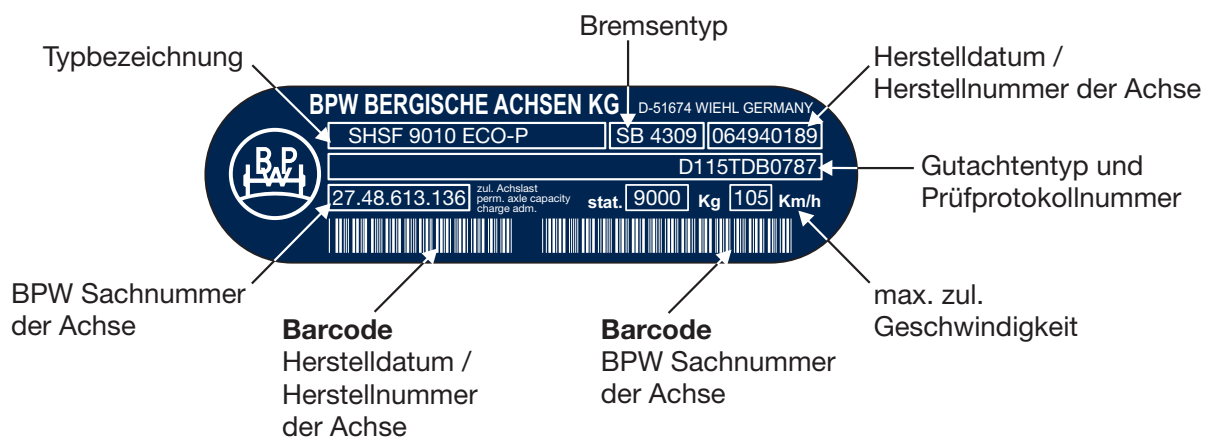 Bremsentyp
Typbezeichnung
Herstelldatum /
Herstellnummer der Achse
BPW BERGISCHE ACHSEN KG D-51674 WIEHL GERMANY
SHSF 9010 ECO-P SB 4309 064940189
BPW
D115TDB0787
Gutachtentyp und
Prüfprotokollnummer
27.48.613.136 zul. Achslast
perm. axle capacity
charge adm.
stat. 9000 Kg 105 Km/h
BPW Sachnummer
der Achse
Barcode
Herstelldatum /
Herstellnummer
der Achse
Barcode
BPW Sachnummer
der Achse
max. zul.
Geschwindigkeit